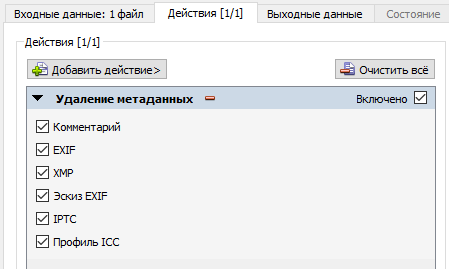 Входные данные: 1 файл Действия [1/1] Выходные данные Состояние
Действия [1/1]
Добавить действие> Очистить всё
Удаление метаданных Включено
Комментарий
EXIF
XMP
Эскиз EXIF
IPTC
Профиль ICC